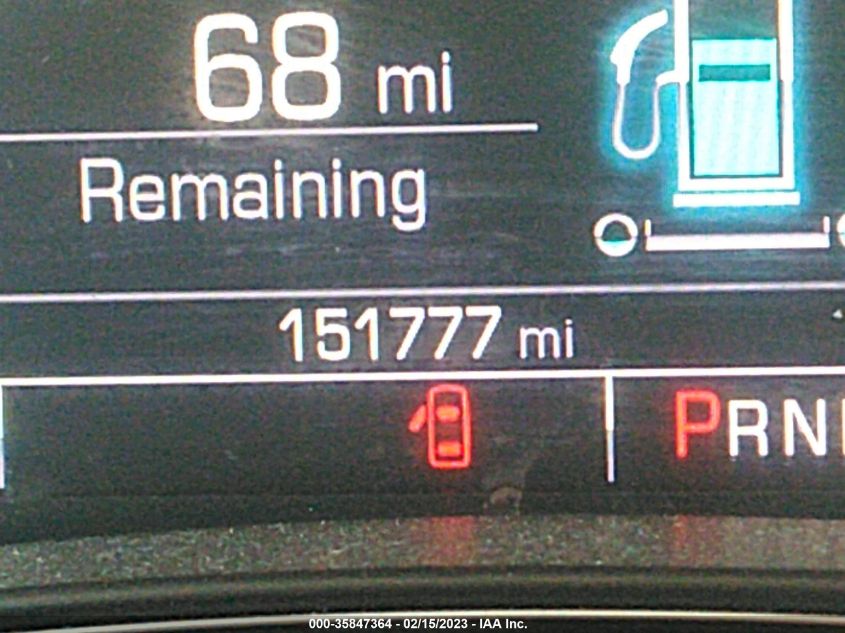 68 mi
Remaining
151777 mi
PRN
000-35847364 - 02/15/2023 - IAA Inc.